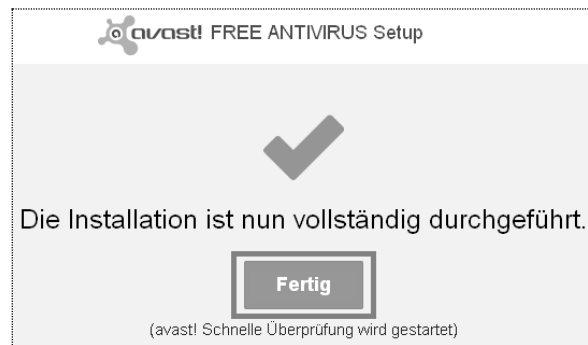 avast! FREE ANTIVIRUS Setup
Die Installation ist nun vollständig durchgeführt.
Fertig
(avast! Schnelle Überprüfung wird gestartet)